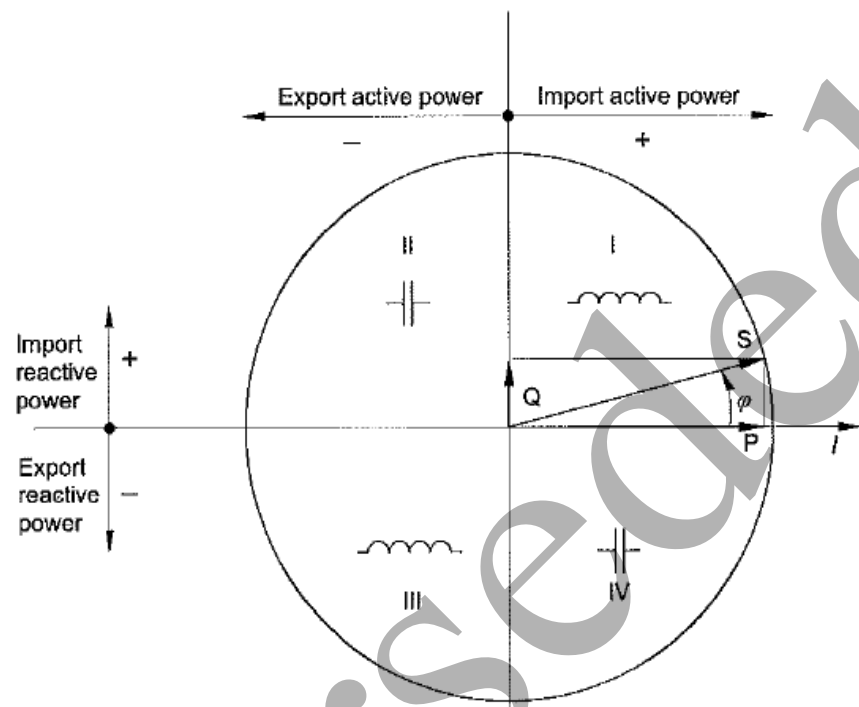 Export active power
Import active power
−
+
II
I
S
Import
reactive
power
+
Q
φ
P
I
Export
reactive
power
−
III
IV